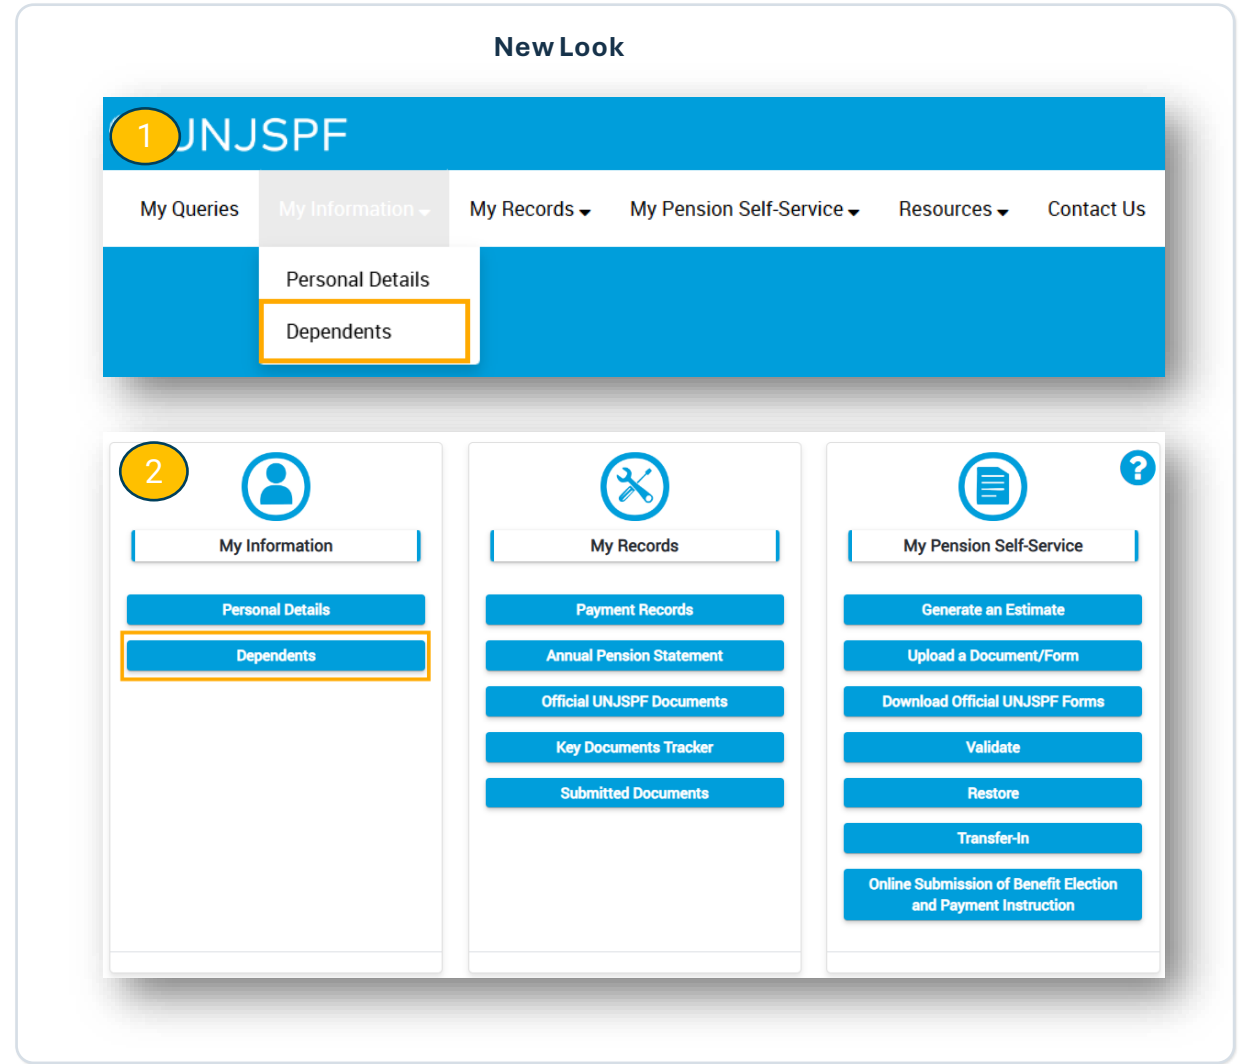 New Look
1
UNJSPF
My Queries My Information My Records My Pension Self-Service Resources Contact Us
Personal Details
Dependents
2
?
My Information
Personal Details
Dependents
My Records
Payment Records
Annual Pension Statement
Official UNJSPF Documents
Key Documents Tracker
Submitted Documents
My Pension Self-Service
Generate an Estimate
Upload a Document/Form
Download Official UNJSPF Forms
Validate
Restore
Transfer-In
Online Submission of Benefit Election
and Payment Instruction